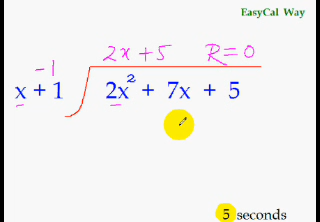 EasyCal Way
2x+5 R=0
-1
x + 1 2x² + 7x + 5
5 seconds